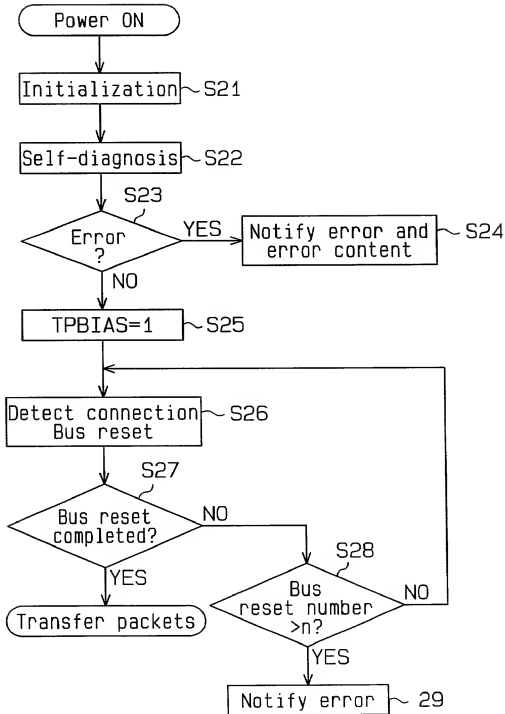 Power ON
Initialization
S21
Self-diagnosis
S22
S23
Error
?
YES
Notify error and
error content
S24
NO
TPBIAS=1
S25
Detect connection
Bus reset
S26
S27
Bus reset
completed?
NO
YES
Transfer packets
S28
Bus
reset number
>n?
NO
YES
Notify error
29